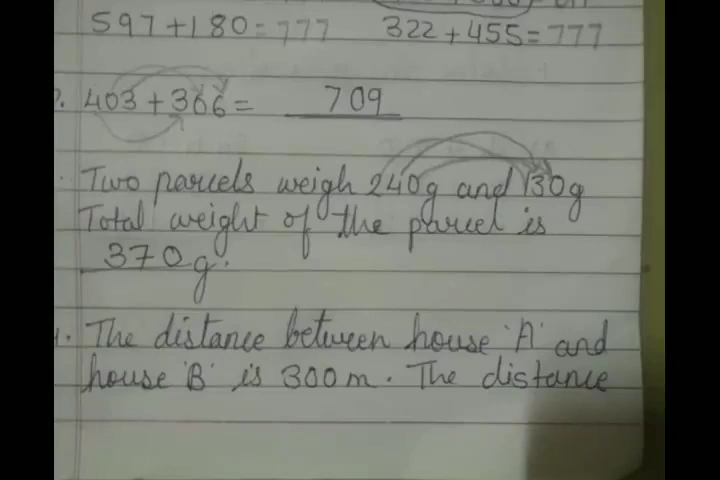 597+180=777 322+455=777
403+306= 709
Two parcels weigh 240g and 130g
Total weight of the parcel is
370g.
The distance between house 'A' and
house 'B' is 300m. The distance